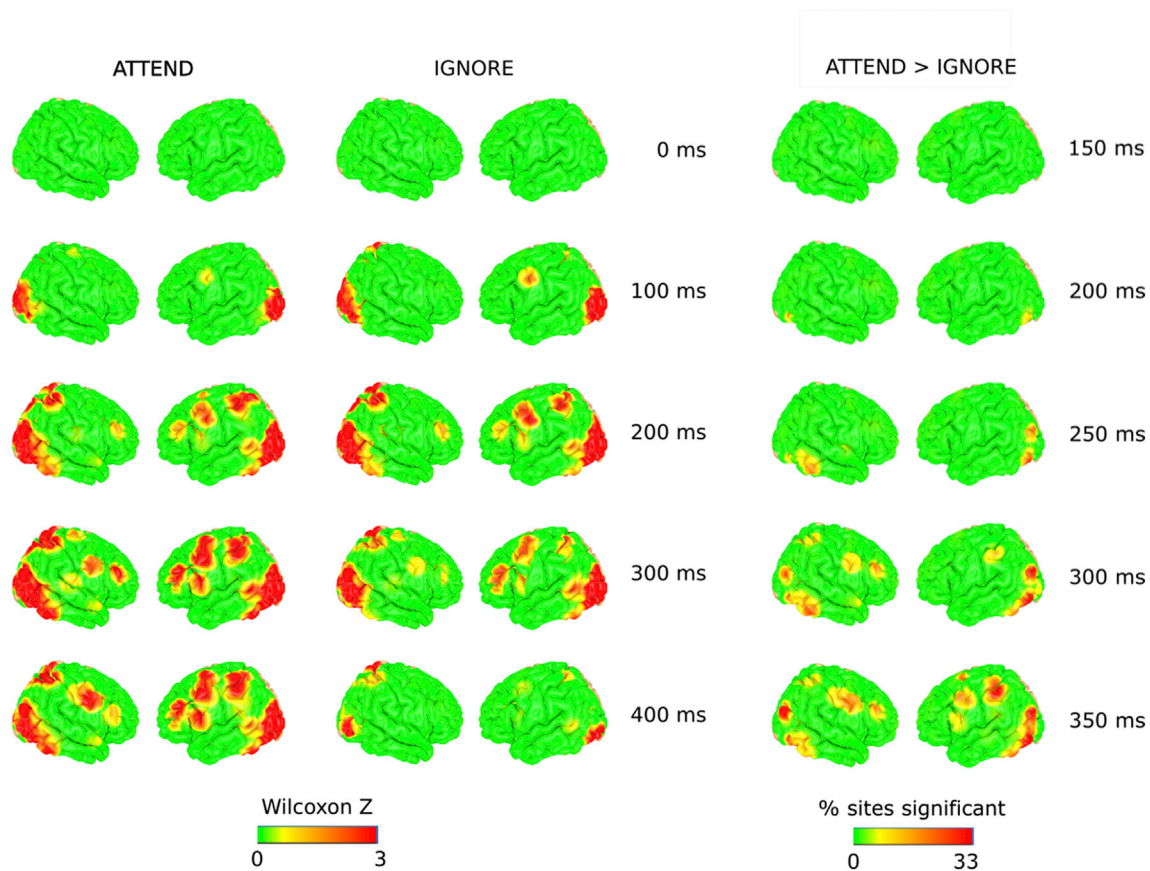 ATTEND IGNORE ATTEND > IGNORE
0 ms 150 ms
100 ms 200 ms
200 ms 250 ms
300 ms 300 ms
400 ms 350 ms
Wilcoxon Z % sites significant
0 3 0 33